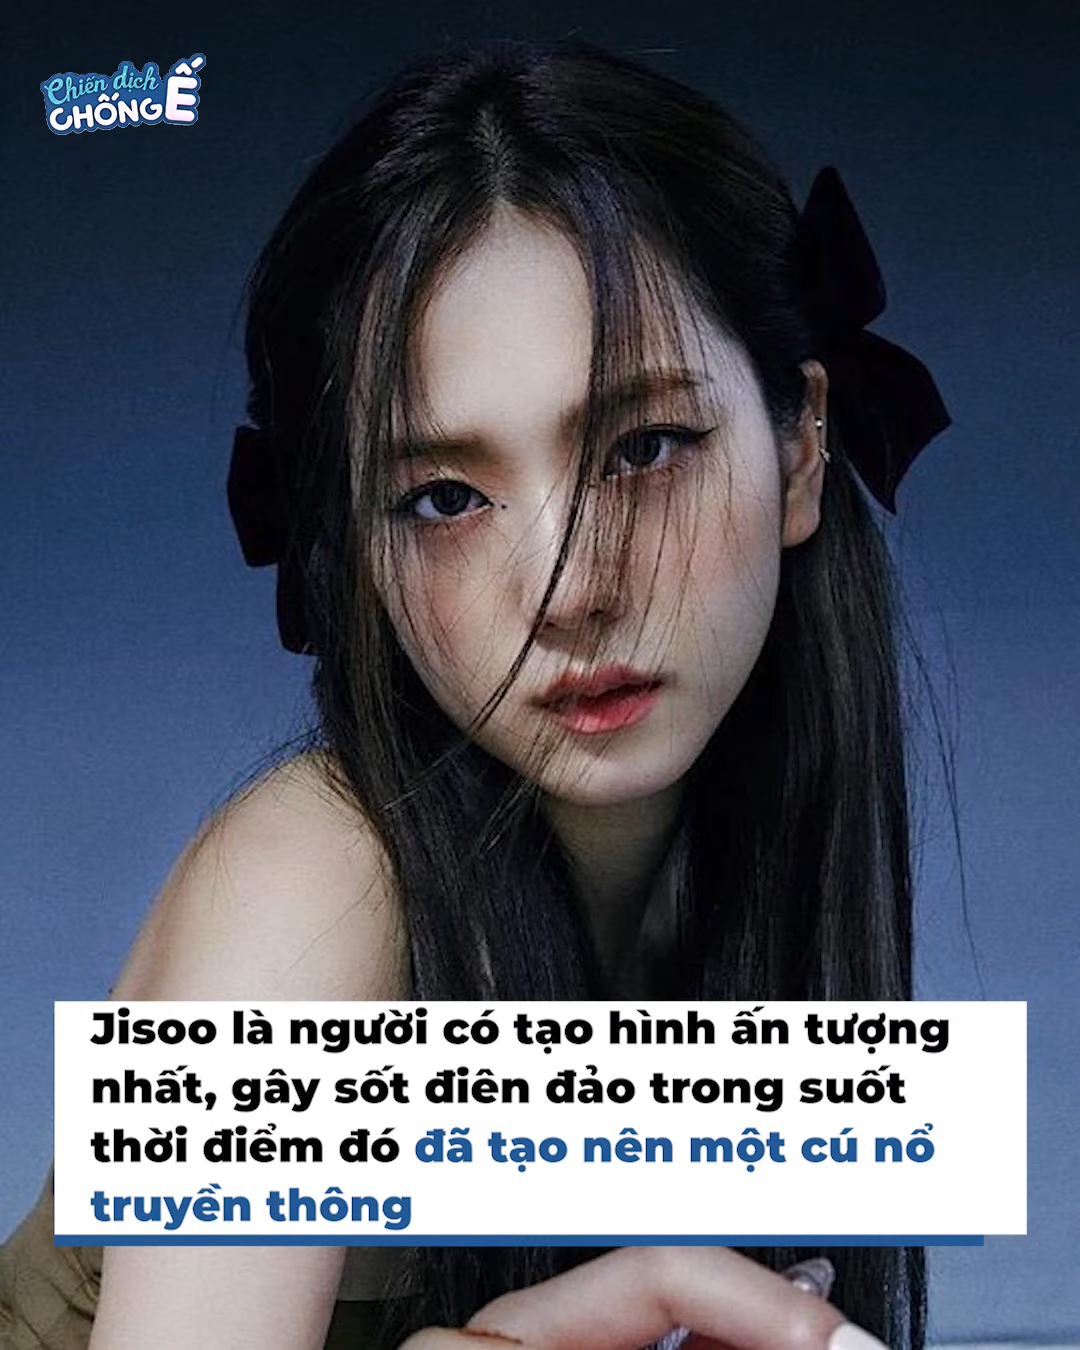 Chiến dịch
CHỐNG Ế
Jisoo là người có tạo hình ấn tượng
nhất, gây sốt điên đảo trong suốt
thời điểm đó đã tạo nên một cú nổ
truyền thông